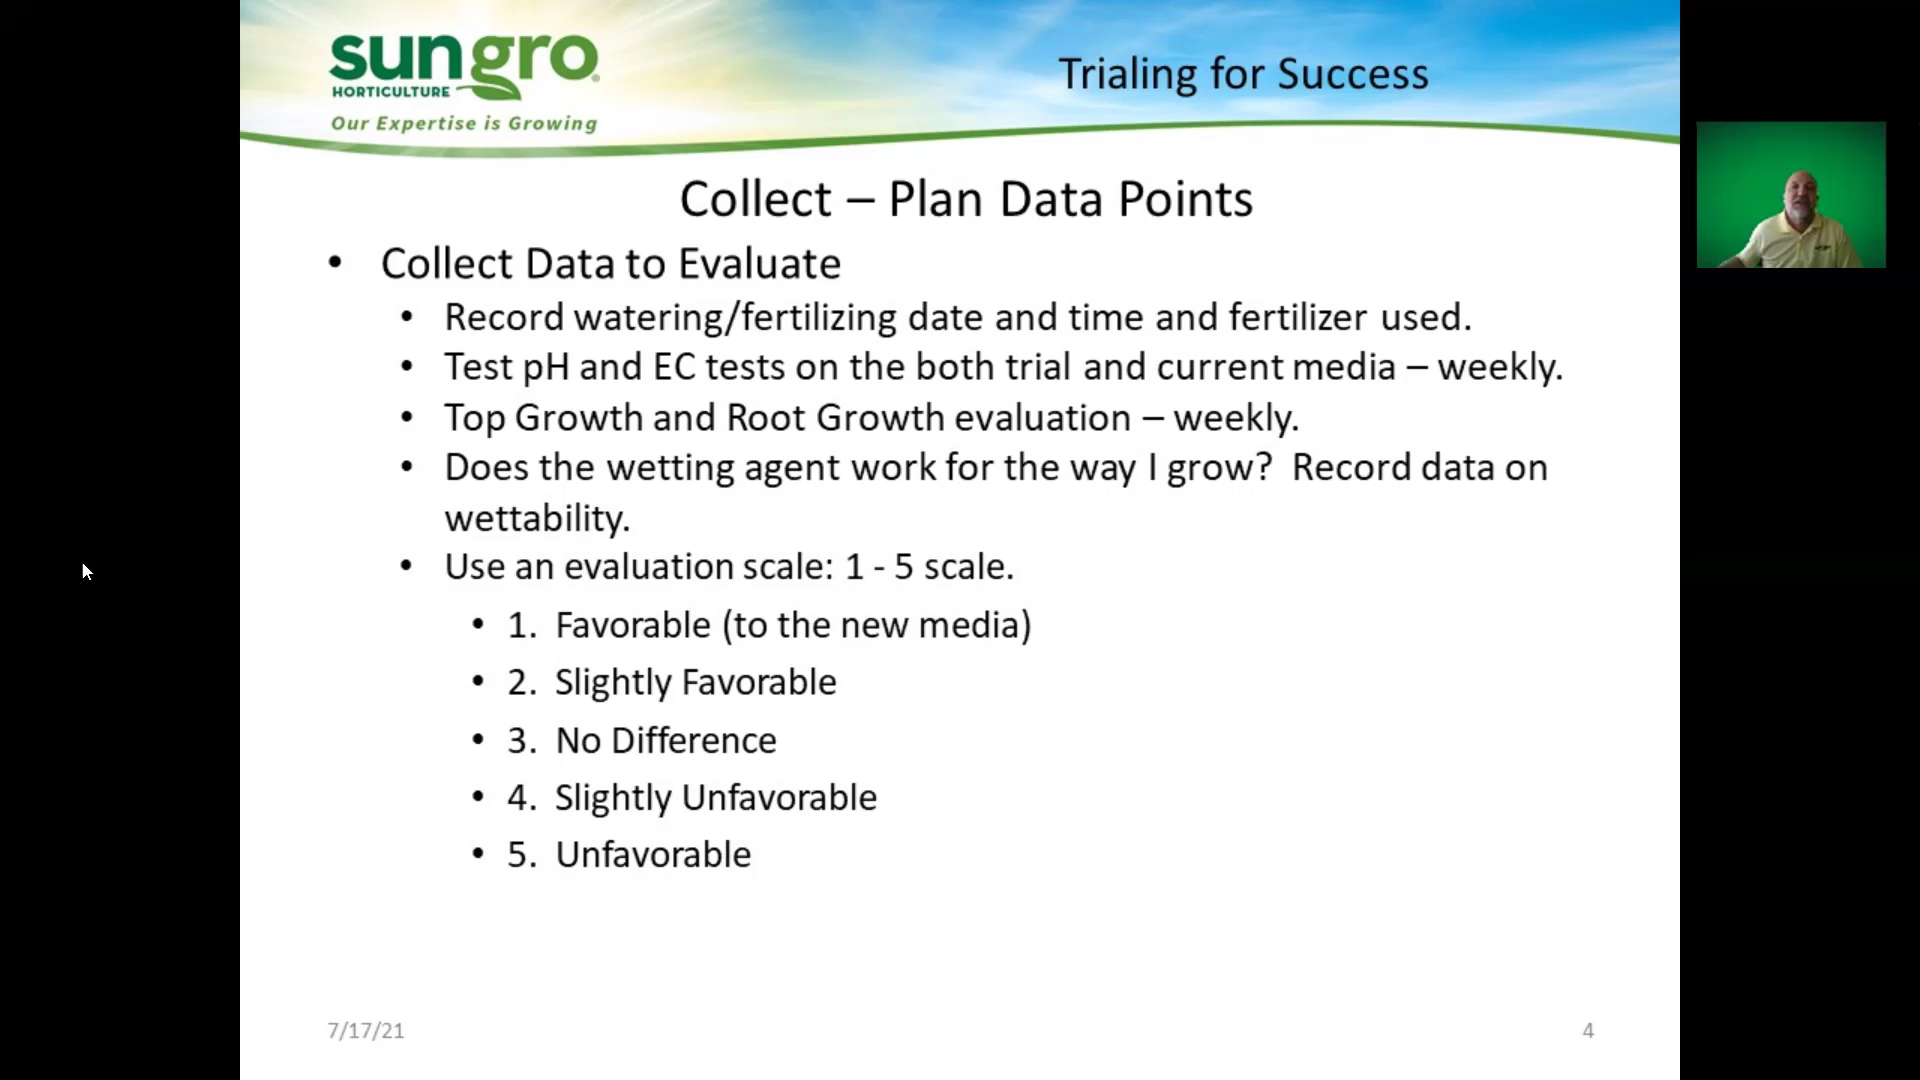 sungro
HORTICULTURE
Our Expertise is Growing
Trialing for Success
Collect – Plan Data Points
• Collect Data to Evaluate
• Record watering/fertilizing date and time and fertilizer used.
• Test pH and EC tests on the both trial and current media – weekly.
• Top Growth and Root Growth evaluation – weekly.
• Does the wetting agent work for the way I grow? Record data on
wettability.
• Use an evaluation scale: 1 - 5 scale.
• 1. Favorable (to the new media)
• 2. Slightly Favorable
• 3. No Difference
• 4. Slightly Unfavorable
• 5. Unfavorable
7/17/21
4